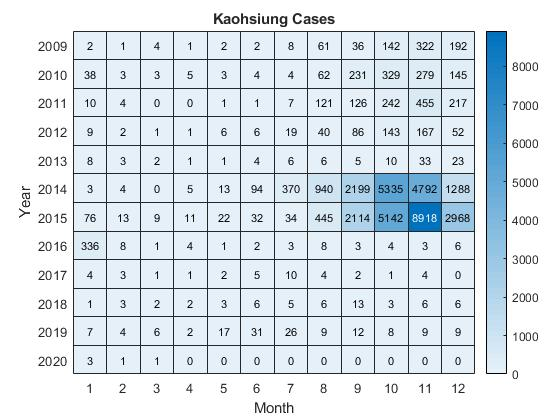 Kaohsiung Cases
2009 2 1 4 1 2 2 8 61 36 142 322 192
2010 38 3 3 5 3 4 4 62 231 329 279 145
2011 10 4 0 0 1 1 7 121 126 242 455 217
2012 9 2 1 1 6 6 19 40 86 143 167 52
2013 8 3 2 1 1 4 6 6 5 10 33 23
2014 3 4 0 5 13 94 370 940 2199 5335 4792 1288
2015 76 13 9 11 22 32 34 445 2114 5142 8918 2968
2016 336 8 1 4 1 2 3 8 3 4 3 6
2017 4 3 1 1 2 5 10 4 2 1 4 0
2018 1 3 2 2 3 6 5 6 13 3 6 6
2019 7 4 6 2 17 31 26 9 12 8 9 9
2020 3 1 1 0 0 0 0 0 0 0 0 0
1 2 3 4 5 6 7 8 9 10 11 12
Month
Year
8000
7000
6000
5000
4000
3000
2000
1000
0